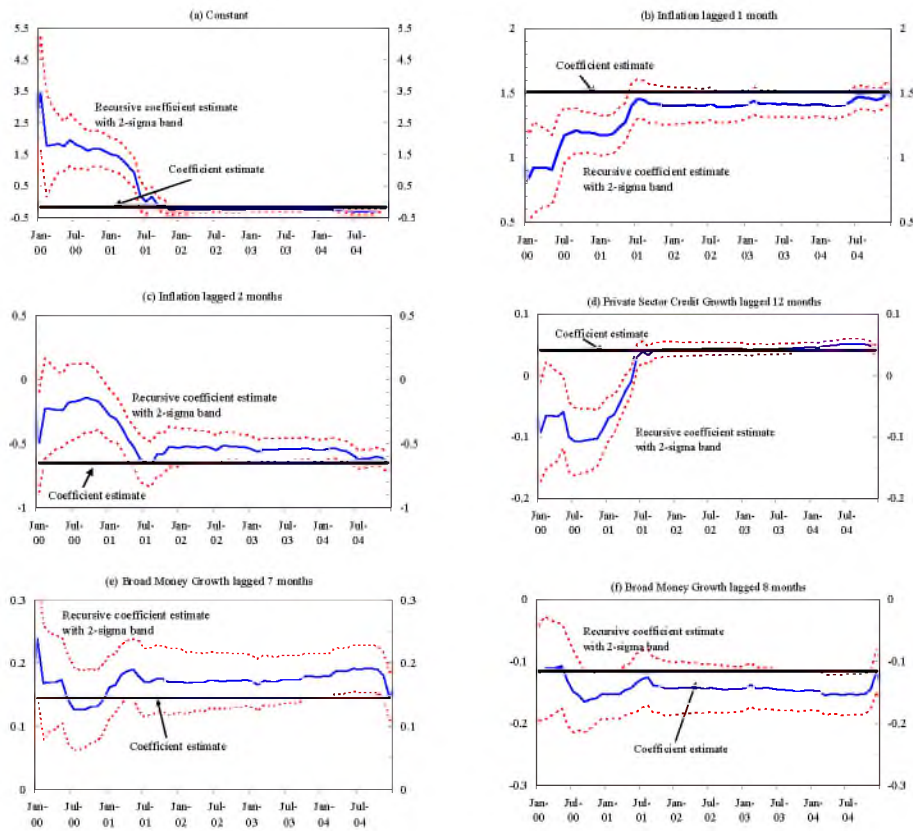 (a) Constant
5.5
4.5
3.5
2.5
1.5
0.5
-0.5
5.5
4.5
3.5
2.5
1.5
0.5
-0.5
Recursive coefficient estimate
with 2-sigma band
Coefficient estimate
Jan- Jul- Jan- Jul- Jan- Jul- Jan- Jul- Jan- Jul-
00 00 01 01 02 02 03 03 04 04
(b) Inflation lagged 1 month
2
1.5
1
0.5
2
1.5
1
0.5
Coefficient estimate
Recursive coefficient estimate
with 2-sigma band
Jan- Jul- Jan- Jul- Jan- Jul- Jan- Jul- Jan- Jul-
00 00 01 01 02 02 03 03 04 04
(c) Inflation lagged 2 months
0.5
0
-0.5
-1
0.5
0
-0.5
-1
Recursive coefficient estimate
with 2-sigma band
Coefficient estimate
Jan- Jul- Jan- Jul- Jan- Jul- Jan- Jul- Jan- Jul-
00 00 01 01 02 02 03 03 04 04
(d) Private Sector Credit Growth lagged 12 months
0.1
0
-0.1
-0.2
0.1
0
-0.1
-0.2
Coefficient estimate
Recursive coefficient estimate
with 2-sigma band
Jan- Jul- Jan- Jul- Jan- Jul- Jan- Jul- Jan- Jul-
00 00 01 01 02 02 03 03 04 04
(e) Broad Money Growth lagged 7 months
0.3
0.2
0.1
0
0.3
0.2
0.1
0
Recursive coefficient estimate
with 2-sigma band
Coefficient estimate
Jan- Jul- Jan- Jul- Jan- Jul- Jan- Jul- Jan- Jul-
00 00 01 01 02 02 03 03 04 04
(f) Broad Money Growth lagged 8 months
0
-0.1
-0.2
-0.3
0
-0.1
-0.2
-0.3
Recursive coefficient estimate
with 2-sigma band
Coefficient estimate
Jan- Jul- Jan- Jul- Jan- Jul- Jan- Jul- Jan- Jul-
00 00 01 01 02 02 03 03 04 04